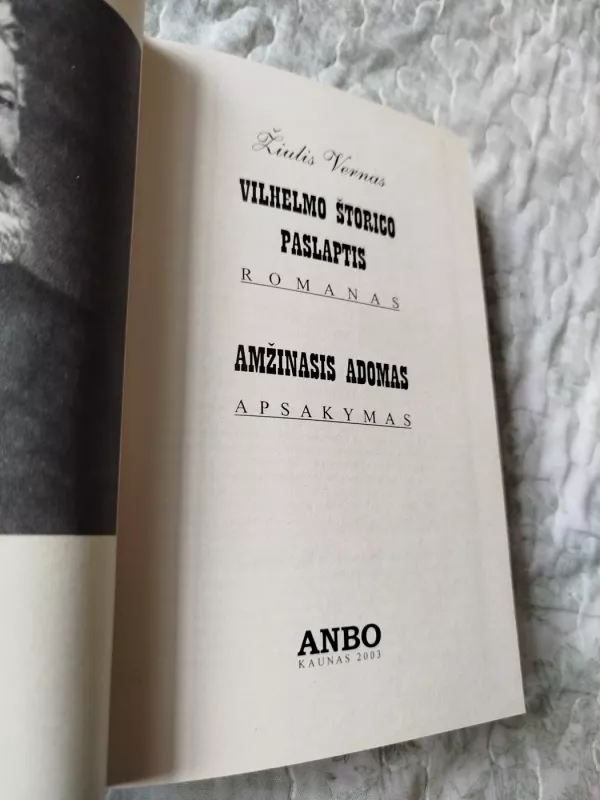 Žiulis Vernas
VILHELMO ŠTORICO
PASLAPTIS
ROMANAS
AMŽINASIS ADOMAS
APSAKYMAS
ANBO
KAUNAS 2003